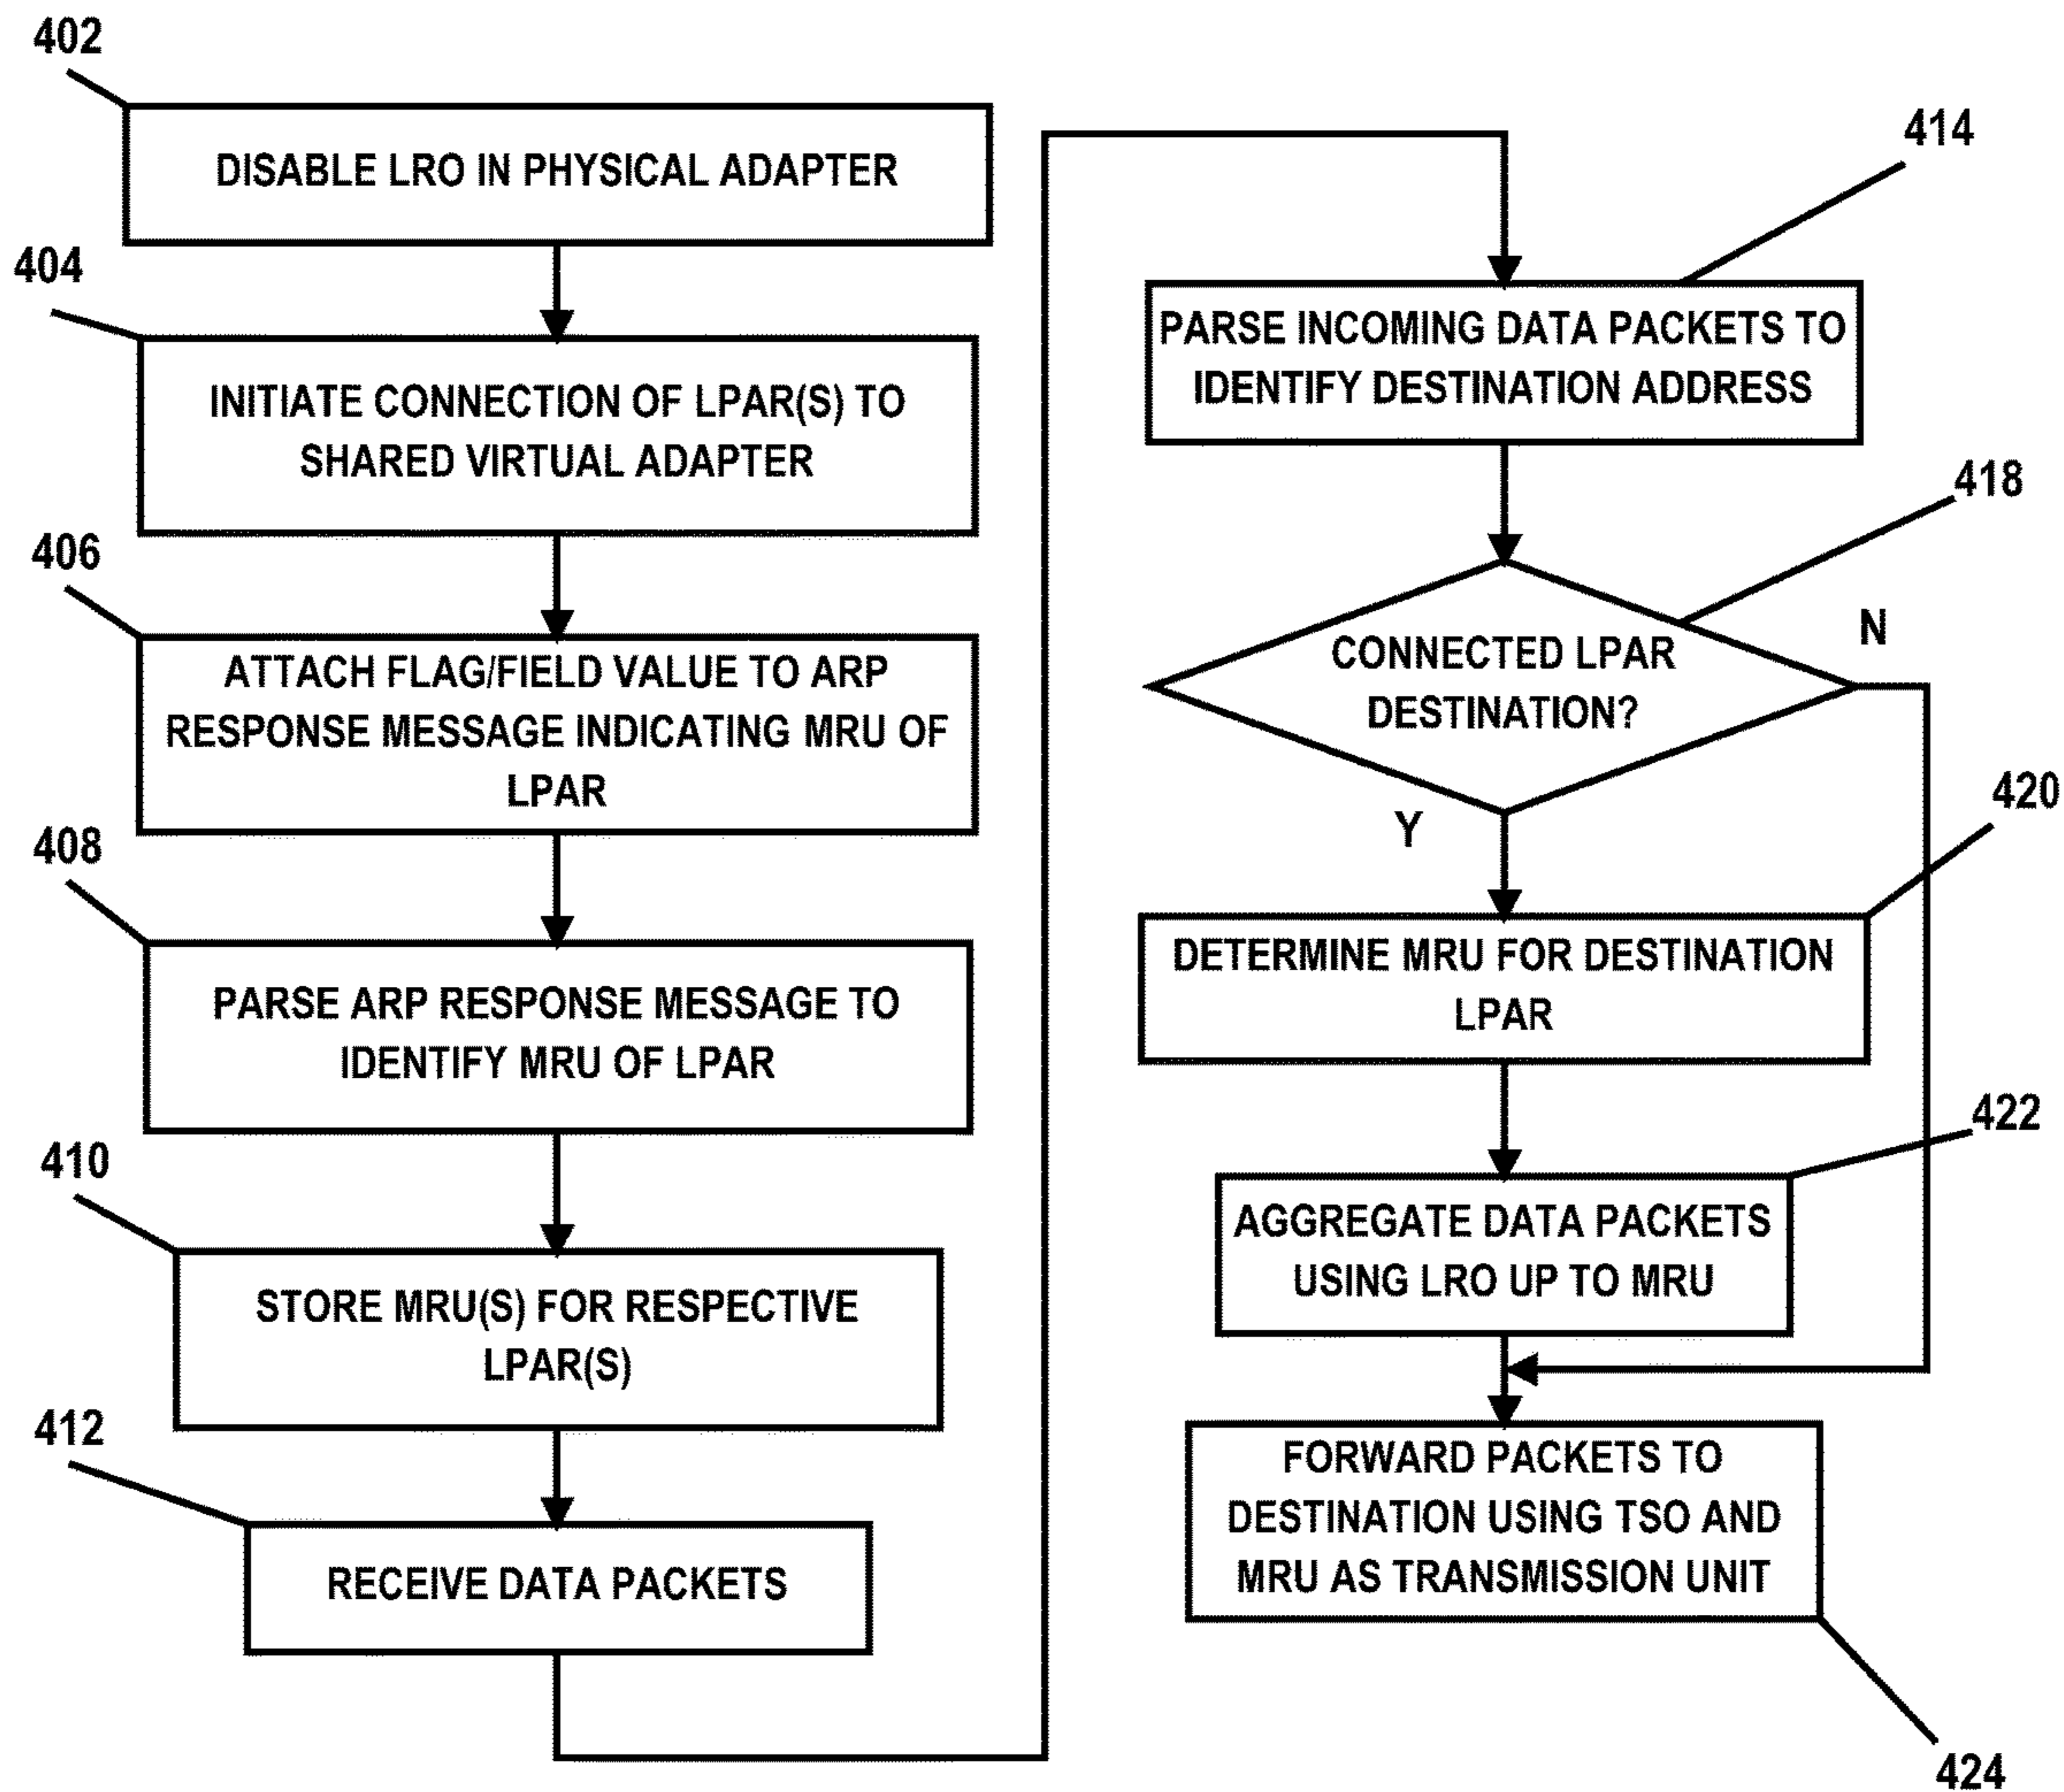 402
DISABLE LRO IN PHYSICAL ADAPTER
404
INITIATE CONNECTION OF LPAR(S) TO
SHARED VIRTUAL ADAPTER
406
ATTACH FLAG/FIELD VALUE TO ARP
RESPONSE MESSAGE INDICATING MRU OF
LPAR
408
PARSE ARP RESPONSE MESSAGE TO
IDENTIFY MRU OF LPAR
410
STORE MRU(S) FOR RESPECTIVE
LPAR(S)
412
RECEIVE DATA PACKETS
414
PARSE INCOMING DATA PACKETS TO
IDENTIFY DESTINATION ADDRESS
418
CONNECTED LPAR
DESTINATION?
N
Y
420
DETERMINE MRU FOR DESTINATION
LPAR
422
AGGREGATE DATA PACKETS
USING LRO UP TO MRU
FORWARD PACKETS TO
DESTINATION USING TSO AND
MRU AS TRANSMISSION UNIT
424